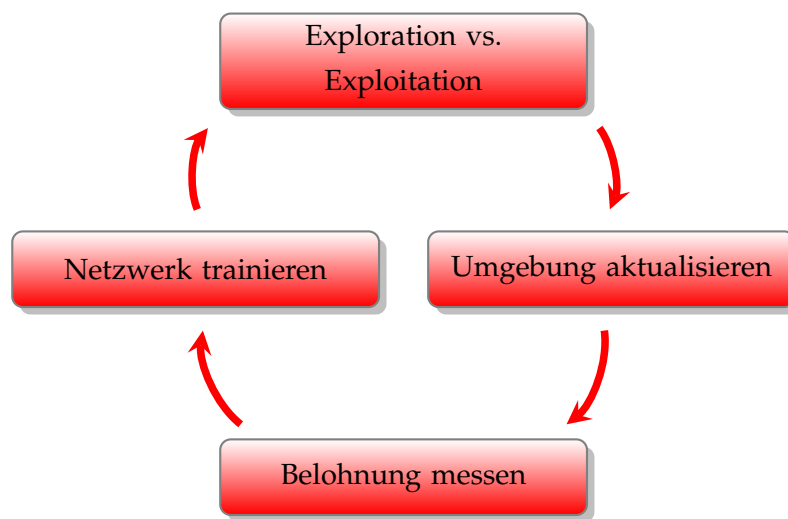 Exploration vs.
Exploitation
Netzwerk trainieren
Umgebung aktualisieren
Belohnung messen